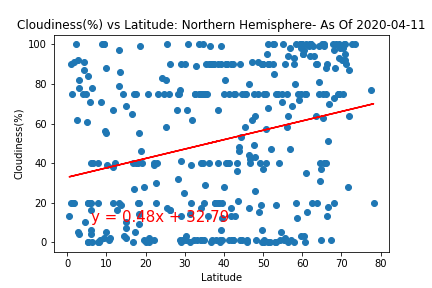 Cloudiness(%) vs Latitude: Northern Hemisphere- As Of 2020-04-11
100
80
60
40
20
0
Cloudiness(%)
y = 0.48x + 32.79
0 10 20 30 40 50 60 70 80
Latitude